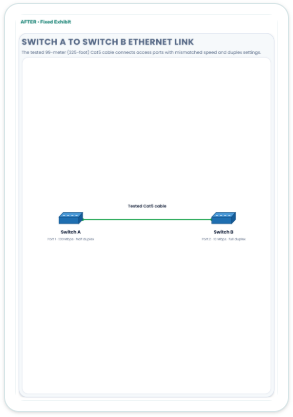 AFTER · Fixed Exhibit
SWITCH A TO SWITCH B ETHERNET LINK
The tested 98-meter (320-foot) Cat5 cable connects access ports with mismatched speed and duplex settings.
Tested Cat5 cable
Switch A
Switch B